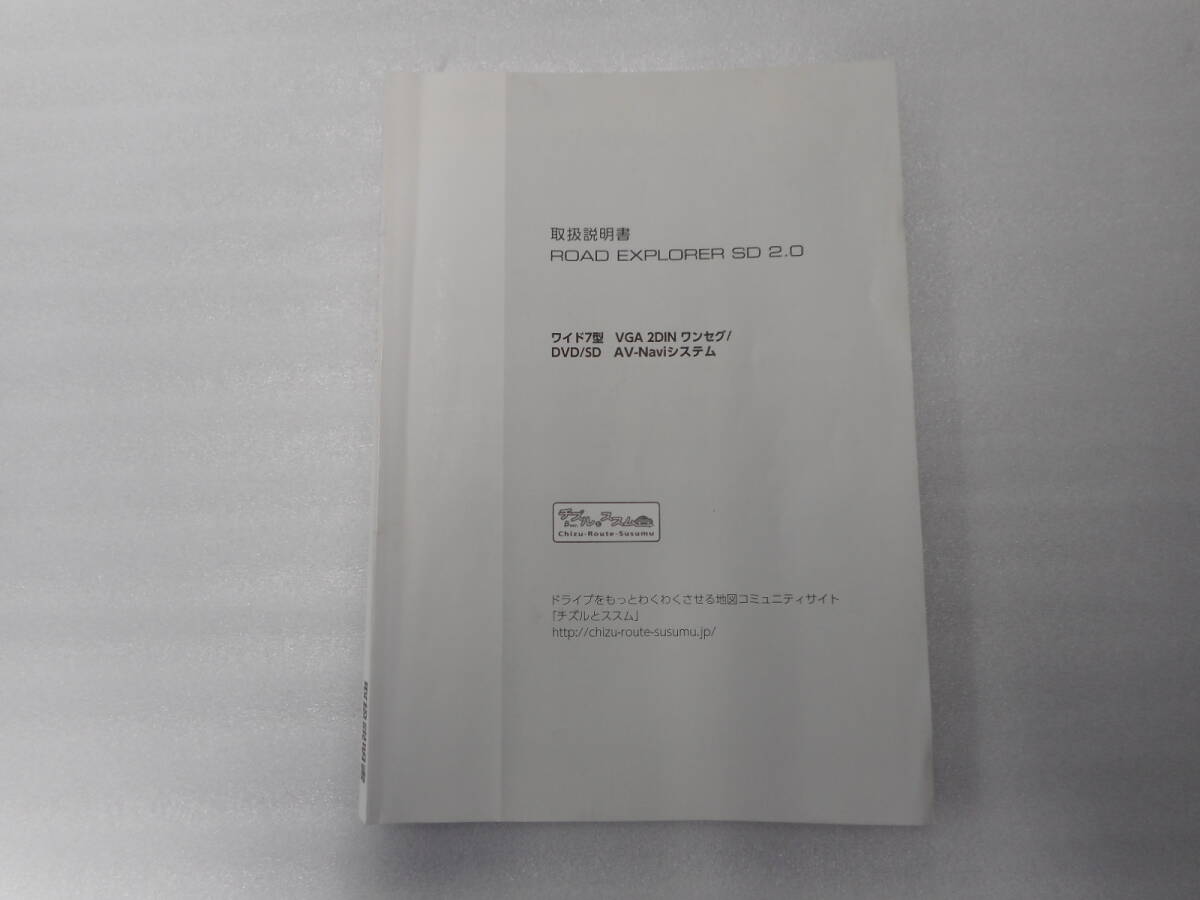 取扱説明書
ROAD EXPLORER SD 2.0
ワイド7型 VGA 2DIN ワンセグ/
DVD/SD AV-Naviシステム
チズルとススム
Chizu-Route-Susumu
ドライブをもっとわくわくさせる地図コミュニティサイト
「チズルとススム」
http://chizu-route-susumu.jp/